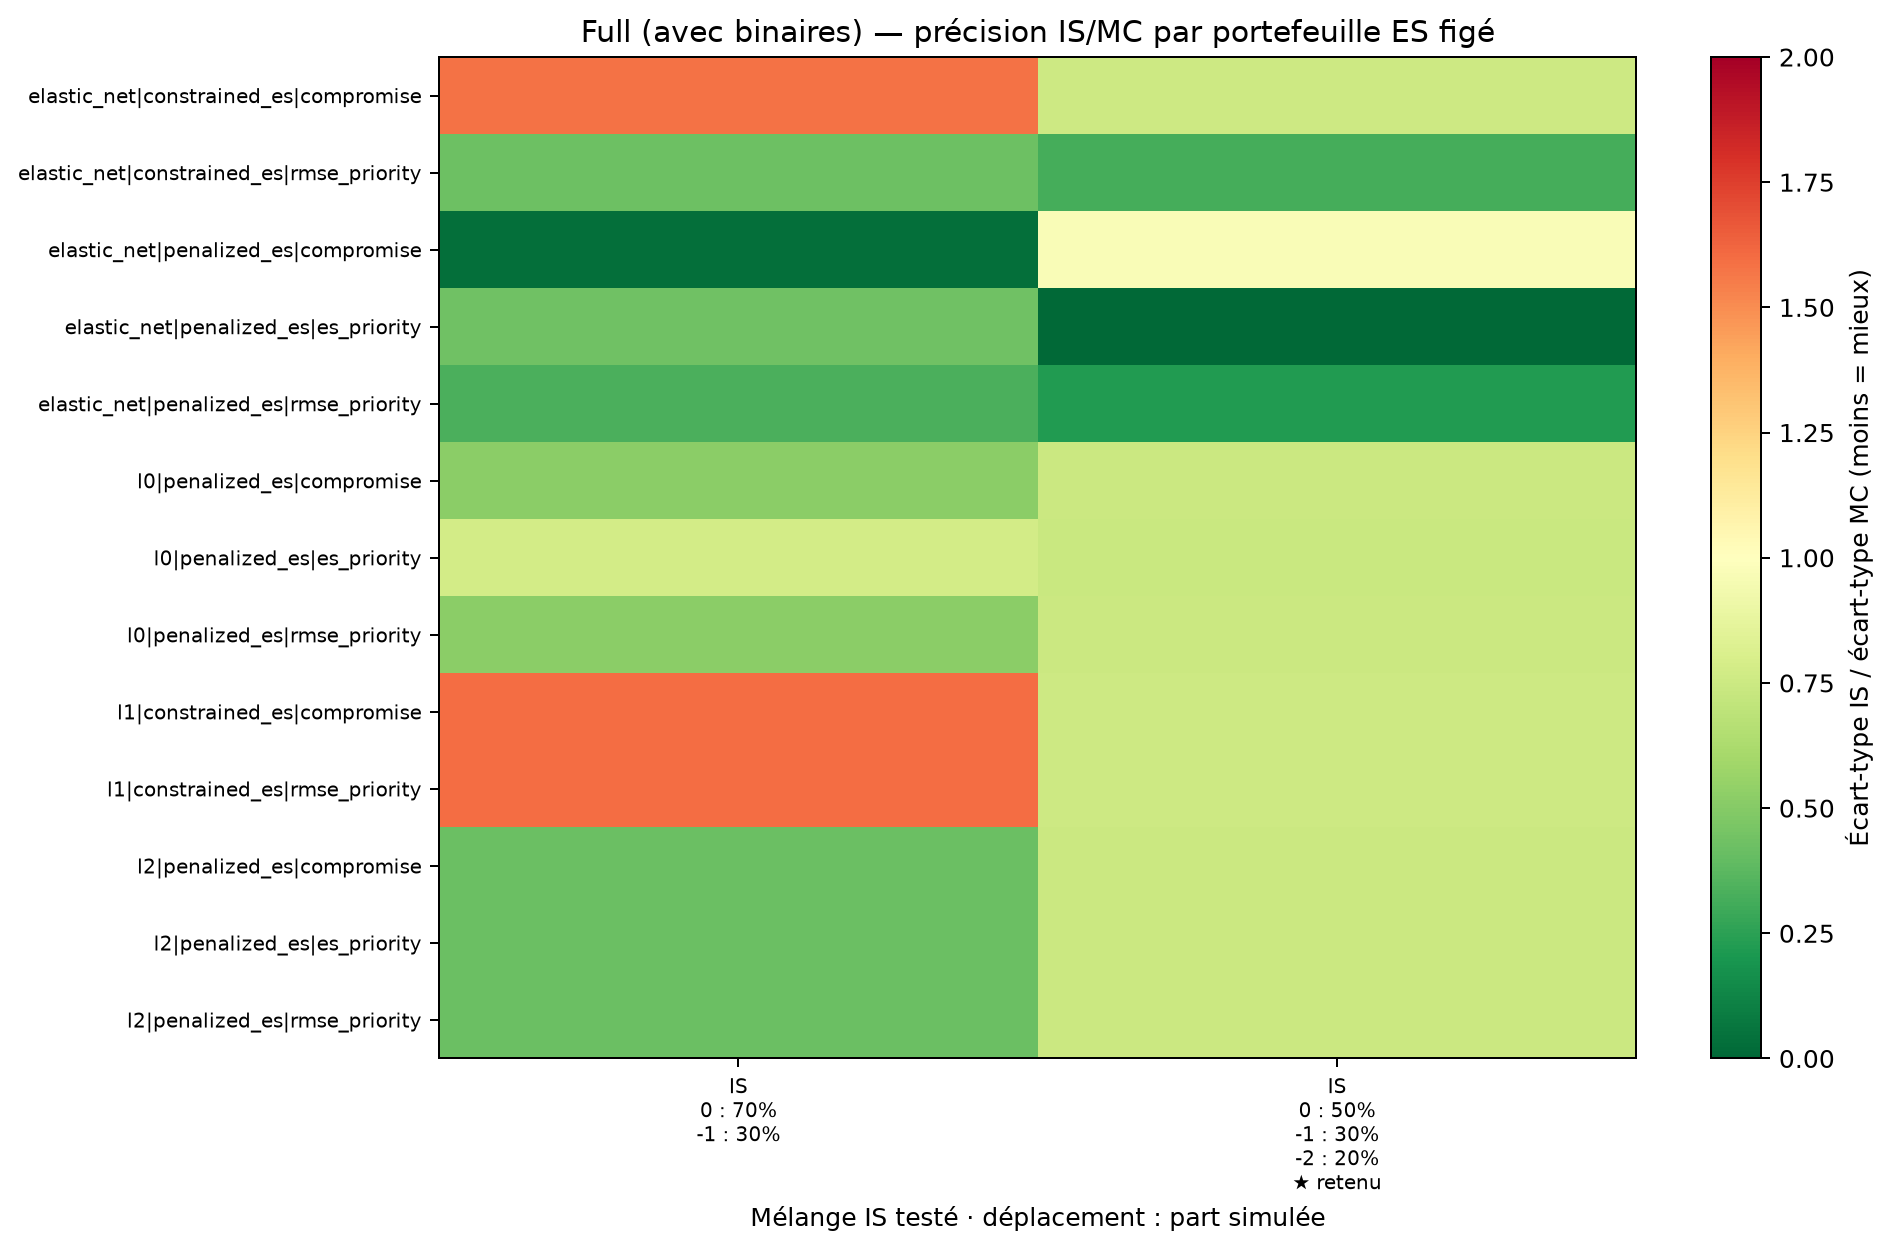 Full (avec binaires) — précision IS/MC par portefeuille ES figé
elastic_net|constrained_es|compromise
elastic_net|constrained_es|rmse_priority
elastic_net|penalized_es|compromise
elastic_net|penalized_es|es_priority
elastic_net|penalized_es|rmse_priority
l0|penalized_es|compromise
l0|penalized_es|es_priority
l0|penalized_es|rmse_priority
l1|constrained_es|compromise
l1|constrained_es|rmse_priority
l2|penalized_es|compromise
l2|penalized_es|es_priority
l2|penalized_es|rmse_priority
IS
0 : 70%
-1 : 30%
IS
0 : 50%
-1 : 30%
-2 : 20%
★ retenu
Mélange IS testé · déplacement : part simulée
2.00
1.75
1.50
1.25
1.00
0.75
0.50
0.25
0.00
Écart-type IS / écart-type MC (moins = mieux)